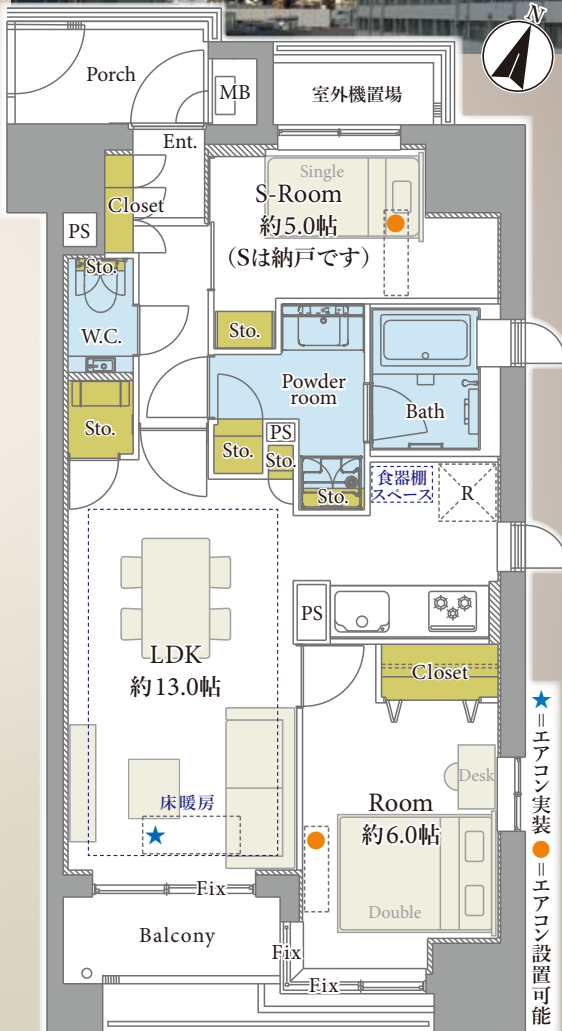 N
Porch
MB
室外機置場
Ent.
Single
S-Room
約5.0帖
（Sは納戸です）
Closet
PS
Sto.
W.C.
Sto.
Powder
room
Bath
Sto.
Sto.
PS
Sto.
Sto.
食器棚
スペース
R
PS
LDK
約13.0帖
Closet
Desk
床暖房
Room
約6.0帖
Double
Fix
Balcony
Fix
Fix
★=エアコン実装 ●=エアコン設置可能